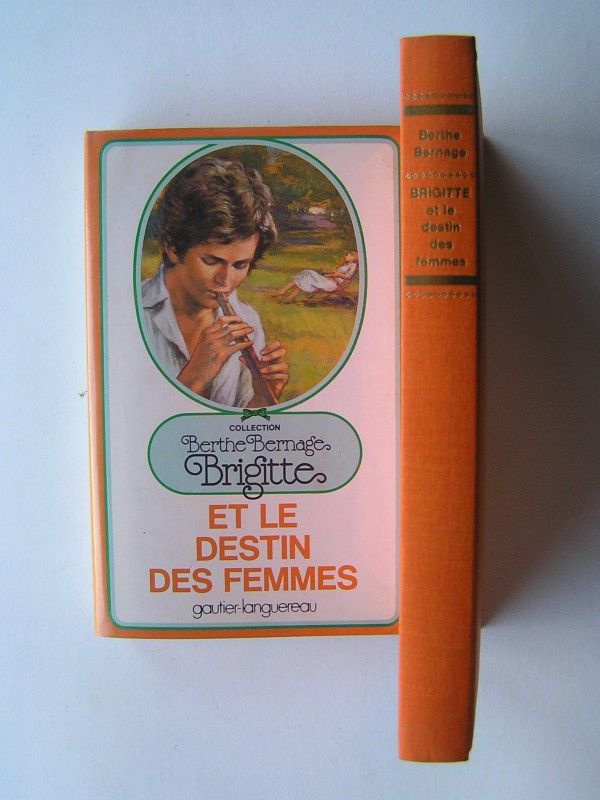 COLLECTION
Berthe Bernage
Brigitte
ET LE
DESTIN
DES FEMMES
gautier-languereau
Berthe
Bernage
BRIGITTE
et le
destin
des
femmes